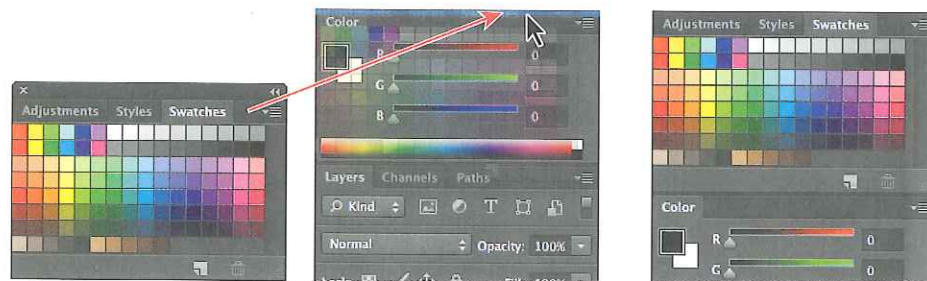 Adjustments Styles Swatches
Color
R 0
G 0
B 0
Layers Channels Paths
Kind T
Normal Opacity: 100%
Adjustments Styles Swatches
Color
R 0
G 0